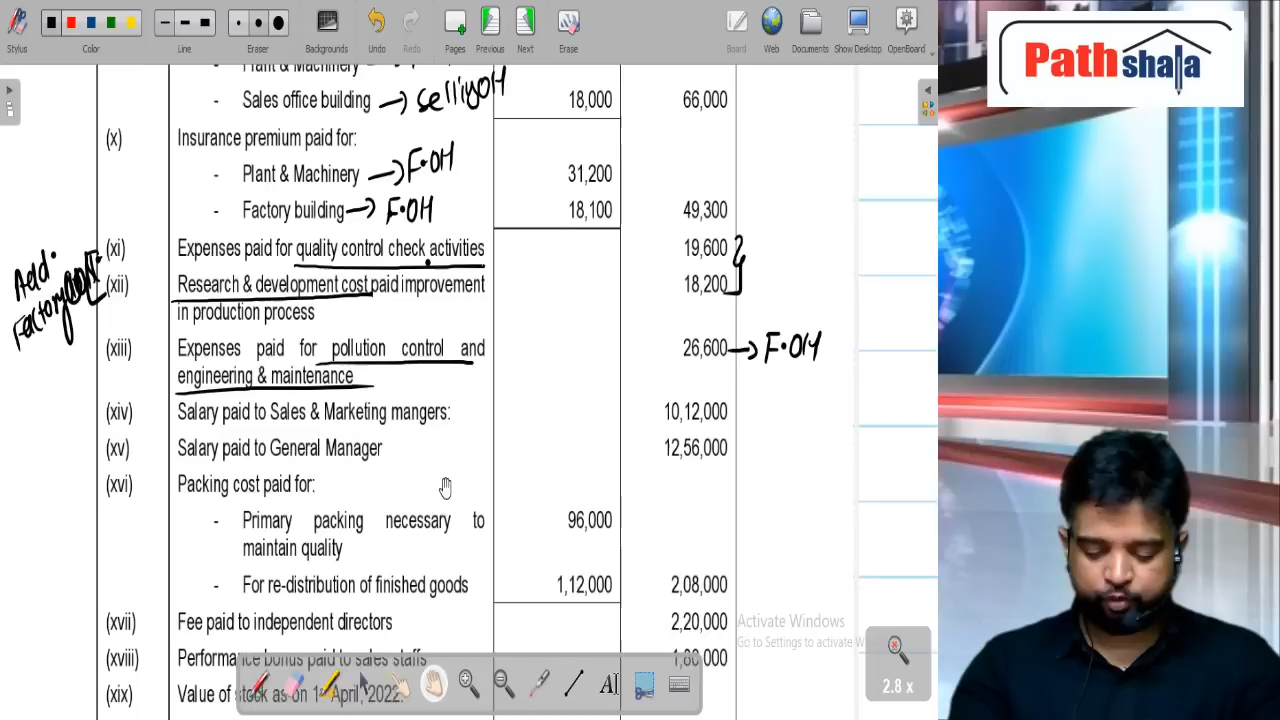 Stylus
Color
Line
Eraser
Backgrounds
Undo
Redo
Pages
Previous
Next
Erase
Board
Web
Documents
Show Desktop
OpenBoard
Path shala
Plant & Machinery
- Sales office building → selliyOH 18,000 66,000
(x) Insurance premium paid for:
- Plant & Machinery → F.OH 31,200
- Factory building → F.OH 18,100 49,300
(xi) Expenses paid for quality control check activities 19,600
Add
Factory cost
(xii) Research & development cost paid improvement 18,200
in production process
(xiii) Expenses paid for pollution control and 26,600 → F.OH
engineering & maintenance
(xiv) Salary paid to Sales & Marketing mangers: 10,12,000
(xv) Salary paid to General Manager 12,56,000
(xvi) Packing cost paid for:
- Primary packing necessary to 96,000
maintain quality
- For re-distribution of finished goods 1,12,000 2,08,000
(xvii) Fee paid to independent directors 2,20,000
Activate Windows
Go to Settings to activate W
(xviii) Performance bonus paid to sales staffs
(xix) Value of stock as on 1st April, 2022:
2.8 x